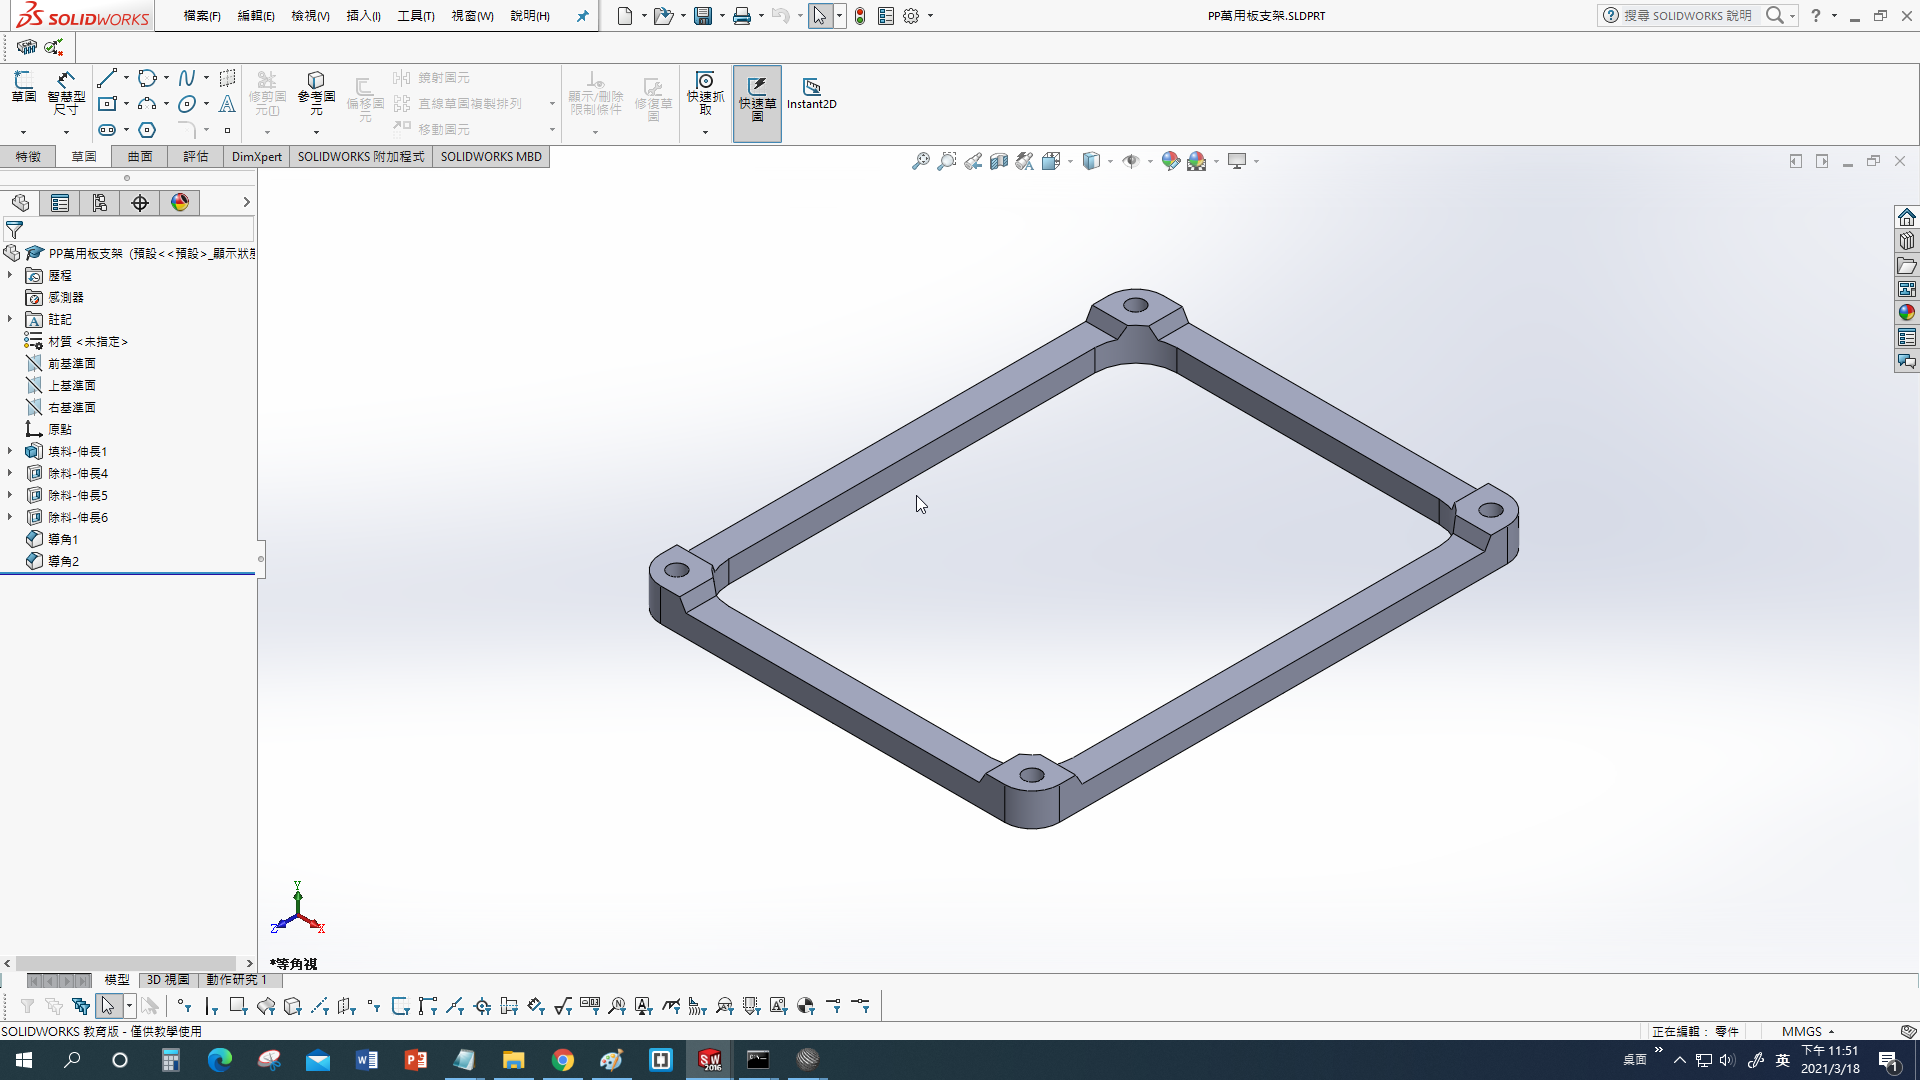 SOLIDWORKS 檔案(F) 編輯(E) 檢視(V) 插入(I) 工具(T) 視窗(W) 說明(H) PP萬用板支架.SLDPRT 搜尋 SOLIDWORKS 說明
草圖 智慧型尺寸 修剪圖元(I) 參考圖元 偏移圖元 鏡射圖元 直線草圖複製排列 移動圖元 顯示/刪除限制條件 修復草圖 快速抓取 快速草圖 Instant2D
特徵 草圖 曲面 評估 DimXpert SOLIDWORKS 附加程式 SOLIDWORKS MBD
PP萬用板支架 (預設<<預設>_顯示狀態
歷程
感測器
註記
材質 <未指定>
前基準面
上基準面
右基準面
原點
填料-伸長1
除料-伸長4
除料-伸長5
除料-伸長6
導角1
導角2
Y
Z X
*等角視
模型 3D 視圖 動作研究 1
SOLIDWORKS 教育版 - 僅供教學使用 正在編輯： 零件 MMGS
桌面 英 下午 11:51
2021/3/18